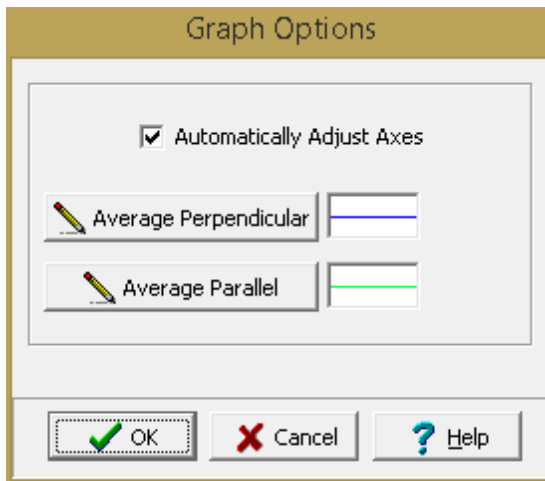 Graph Options
Automatically Adjust Axes
Average Perpendicular
Average Parallel
OK Cancel Help